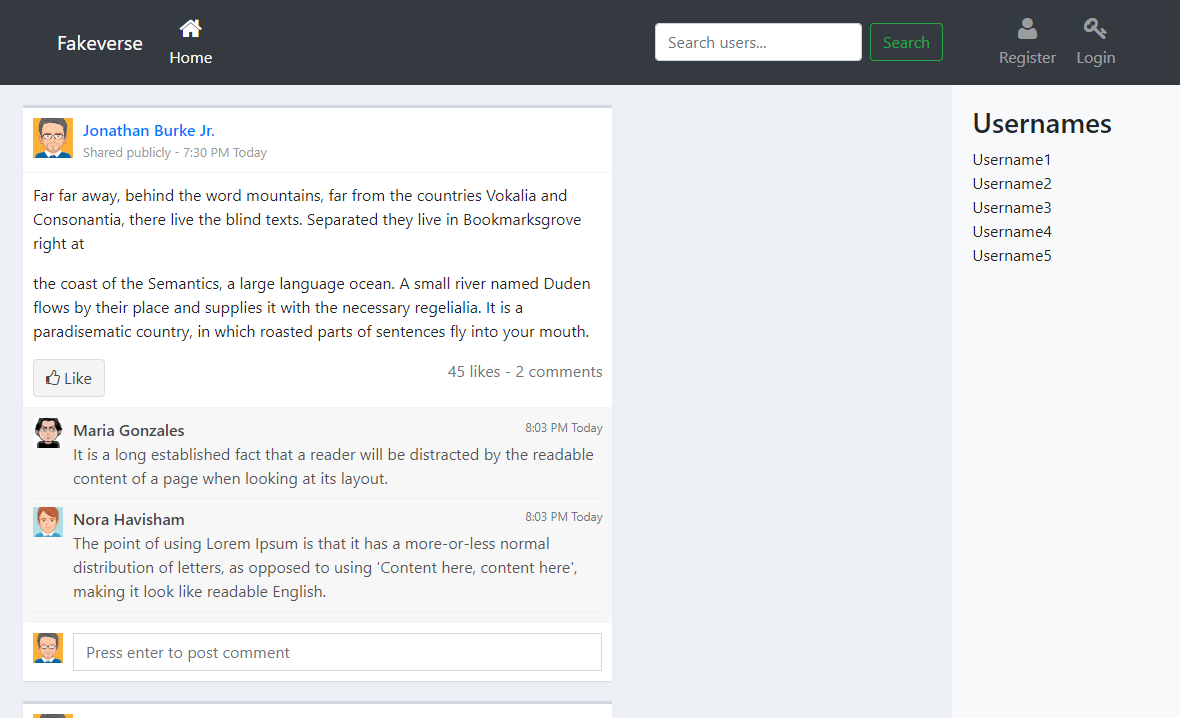 Fakeverse
Home
Search users...
Search
Register
Login
Jonathan Burke Jr.
Shared publicly - 7:30 PM Today
Far far away, behind the word mountains, far from the countries Vokalia and
Consonantia, there live the blind texts. Separated they live in Bookmarksgrove
right at
the coast of the Semantics, a large language ocean. A small river named Duden
flows by their place and supplies it with the necessary regelialia. It is a
paradisematic country, in which roasted parts of sentences fly into your mouth.
Like
45 likes - 2 comments
Maria Gonzales
8:03 PM Today
It is a long established fact that a reader will be distracted by the readable
content of a page when looking at its layout.
Nora Havisham
8:03 PM Today
The point of using Lorem Ipsum is that it has a more-or-less normal
distribution of letters, as opposed to using 'Content here, content here',
making it look like readable English.
Press enter to post comment
Usernames
Username1
Username2
Username3
Username4
Username5